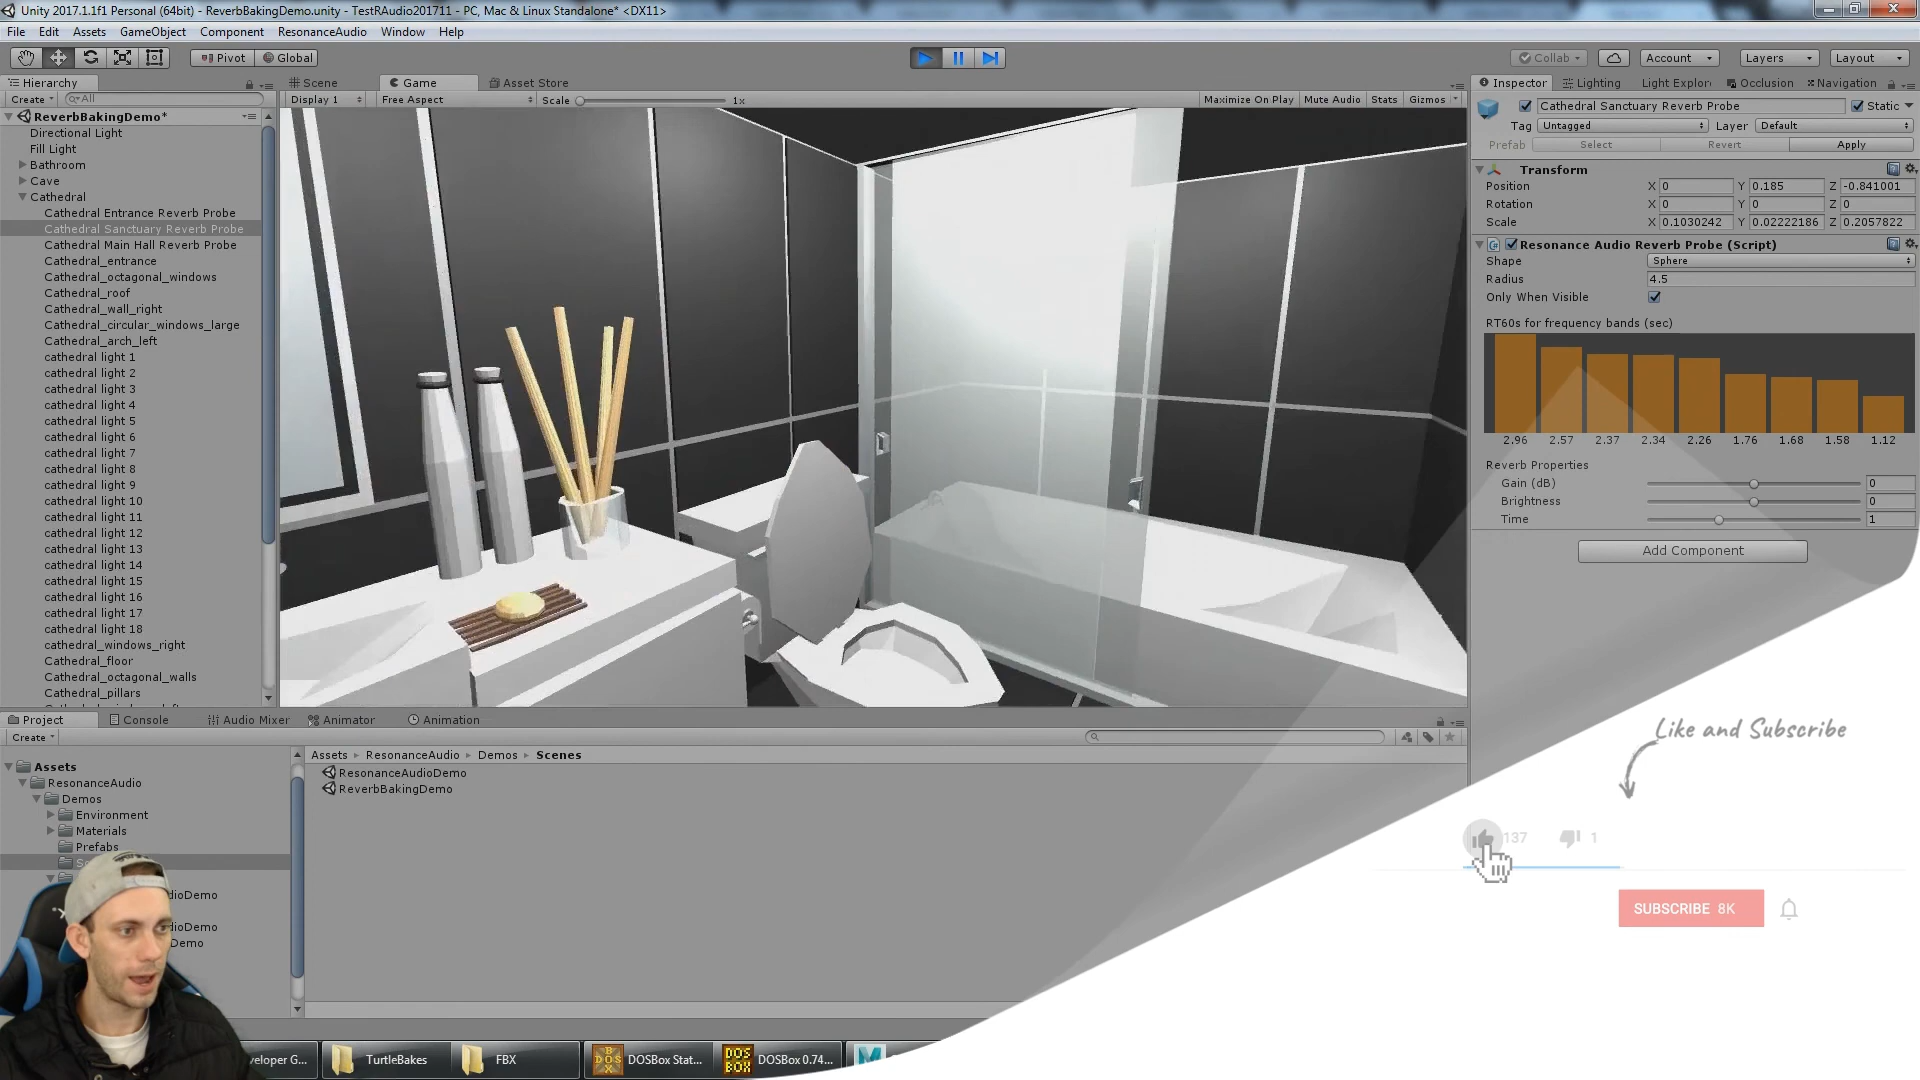 Unity 2017.1.1f1 Personal (64bit) - ReverbBakingDemo.unity - TestRAudio201711 - PC, Mac & Linux Standalone* <DX11>
File Edit Assets GameObject Component ResonanceAudio Window Help
Pivot Global Collab Account Layers Layout
Hierarchy Scene Game Asset Store Inspector Lighting Light Explor Occlusion Navigation
Create All Display 1 Free Aspect Scale 1x Maximize On Play Mute Audio Stats Gizmos
Cathedral Sanctuary Reverb Probe Static
Tag Untagged Layer Default
Prefab Select Revert Apply
Transform
Position X 0 Y 0.185 Z -0.841001
Rotation X 0 Y 0 Z 0
Scale X 0.1030242 Y 0.02222186 Z 0.2057822
Resonance Audio Reverb Probe (Script)
Shape Sphere
Radius 4.5
Only When Visible
RT60s for frequency bands (sec)
2.96 2.57 2.37 2.34 2.26 1.76 1.68 1.58 1.12
Reverb Properties
Gain (dB) 0
Brightness 0
Time 1
Add Component
ReverbBakingDemo*
Directional Light
Fill Light
Bathroom
Cave
Cathedral
Cathedral Entrance Reverb Probe
Cathedral Sanctuary Reverb Probe
Cathedral Main Hall Reverb Probe
Cathedral_entrance
Cathedral_octagonal_windows
Cathedral_roof
Cathedral_wall_right
Cathedral_circular_windows_large
Cathedral_arch_left
cathedral light 1
cathedral light 2
cathedral light 3
cathedral light 4
cathedral light 5
cathedral light 6
cathedral light 7
cathedral light 8
cathedral light 9
cathedral light 10
cathedral light 11
cathedral light 12
cathedral light 13
cathedral light 14
cathedral light 15
cathedral light 16
cathedral light 17
cathedral light 18
cathedral_windows_right
Cathedral_floor
Cathedral_octagonal_walls
Cathedral_pillars
Project Console Audio Mixer Animator Animation
Create
Assets
ResonanceAudio
Demos
Environment
Materials
Prefabs
dioDemo
dioDemo
Demo
Assets ResonanceAudio Demos Scenes
ResonanceAudioDemo
ReverbBakingDemo
Like and Subscribe
137 1
SUBSCRIBE 8K
veloper G... TurtleBakes FBX DOSBox Stat... DOSBox 0.74...